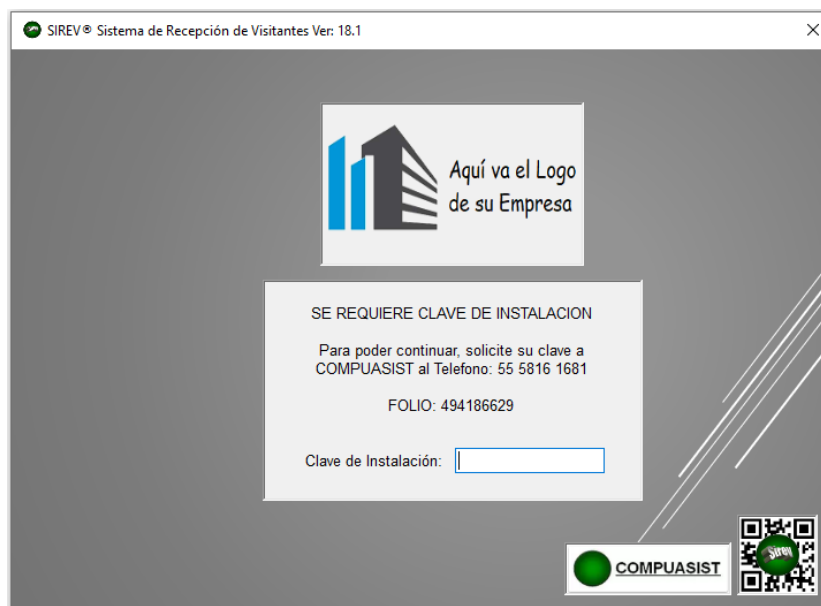 SIREV® Sistema de Recepción de Visitantes Ver: 18.1
Aquí va el Logo
de su Empresa
SE REQUIERE CLAVE DE INSTALACION
Para poder continuar, solicite su clave a
COMPUASIST al Telefono: 55 5816 1681
FOLIO: 494186629
Clave de Instalación:
COMPUASIST
Sirev